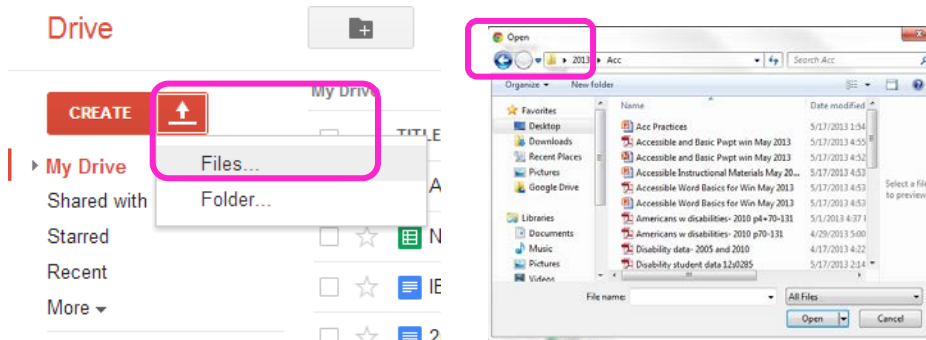 Drive
CREATE
My Drive
TITLE
Files...
Folder...
My Drive
Shared with
Starred
Recent
More
A
N
IE
2
Open
2013 Acc
Search Acc
Organize New folder
Favorites
Desktop
Downloads
Recent Places
Pictures
Google Drive
Libraries
Documents
Music
Pictures
Videos
Name Date modified
Acc Practices 5/17/2013 1:54
Accessible and Basic Pwpt win May 2013 5/17/2013 4:55
Accessible and Basic Pwpt win May 2013 5/17/2013 4:52
Accessible Instructional Materials May 20... 5/17/2013 4:53
Accessible Word Basics for Win May 2013 5/17/2013 4:53
Accessible Word Basics for Win May 2013 5/17/2013 4:53
Americans w disabilities- 2010 p4+70-131 5/1/2013 4:37
Americans w disabilities- 2010 p70-131 4/29/2013 5:00
Disability data- 2005 and 2010 4/17/2013 4:22
Disability student data 12s0285 5/17/2013 2:14
Select a file
to preview
File name:
All Files
Open Cancel